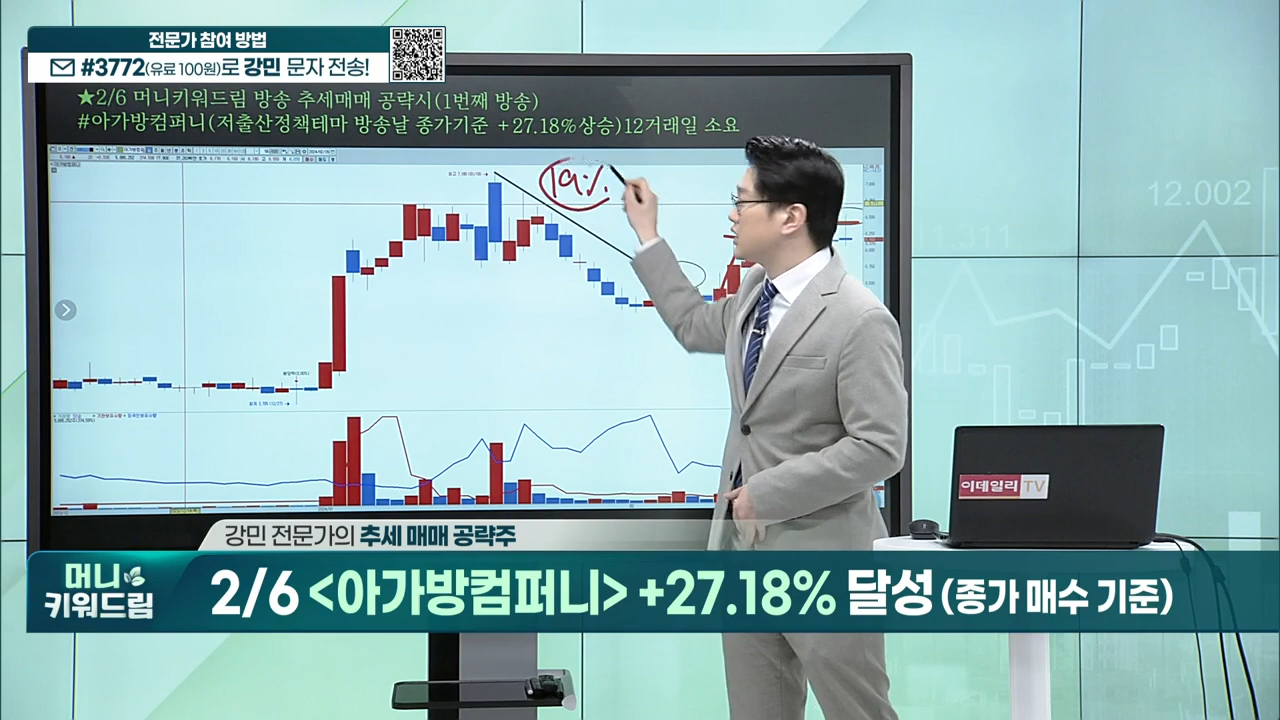 전문가 참여 방법
#3772(유료 100원)로 강민 문자 전송!
★2/6 머니키워드림 방송 추세매매 공략시(1번째 방송)
#아가방컴퍼니(저출산정책테마 방송날 종가기준 +27.18%상승)12거래일 소요
19%
12.002
11.311
이데일리TV
강민 전문가의 추세 매매 공략주
머니
키워드림
2/6 <아가방컴퍼니> +27.18% 달성 (종가 매수 기준)